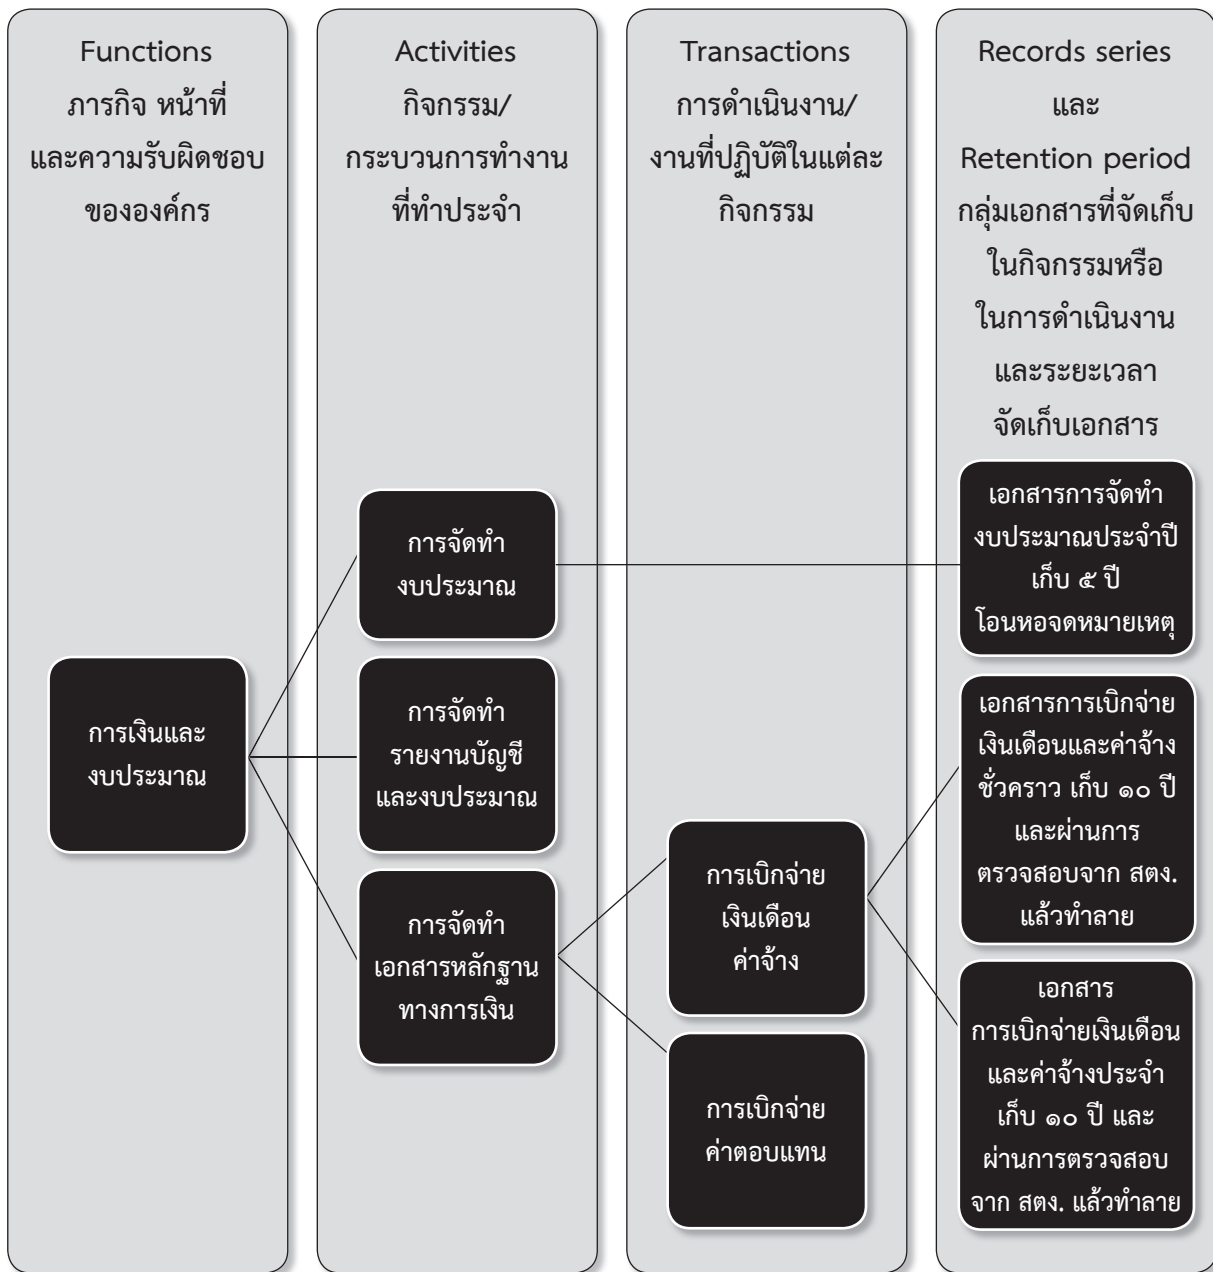 Functions
ภารกิจ หน้าที่
และความรับผิดชอบ
ขององค์กร
Activities
กิจกรรม/
กระบวนการทำงาน
ที่ทำประจำ
Transactions
การดำเนินงาน/
งานที่ปฏิบัติในแต่ละ
กิจกรรม
Records series
และ
Retention period
กลุ่มเอกสารที่จัดเก็บ
ในกิจกรรมหรือ
ในการดำเนินงาน
และระยะเวลา
จัดเก็บเอกสาร
การเงินและ
งบประมาณ
การจัดทำ
งบประมาณ
การจัดทำ
รายงานบัญชี
และงบประมาณ
การจัดทำ
เอกสารหลักฐาน
ทางการเงิน
การเบิกจ่าย
เงินเดือน
ค่าจ้าง
การเบิกจ่าย
ค่าตอบแทน
เอกสารการจัดทำ
งบประมาณประจำปี
เก็บ ๕ ปี
โอนหอจดหมายเหตุ
เอกสารการเบิกจ่าย
เงินเดือนและค่าจ้าง
ชั่วคราว เก็บ ๑๐ ปี
และผ่านการ
ตรวจสอบจาก สตง.
แล้วทำลาย
เอกสาร
การเบิกจ่ายเงินเดือน
และค่าจ้างประจำ
เก็บ ๑๐ ปี และ
ผ่านการตรวจสอบ
จาก สตง. แล้วทำลาย